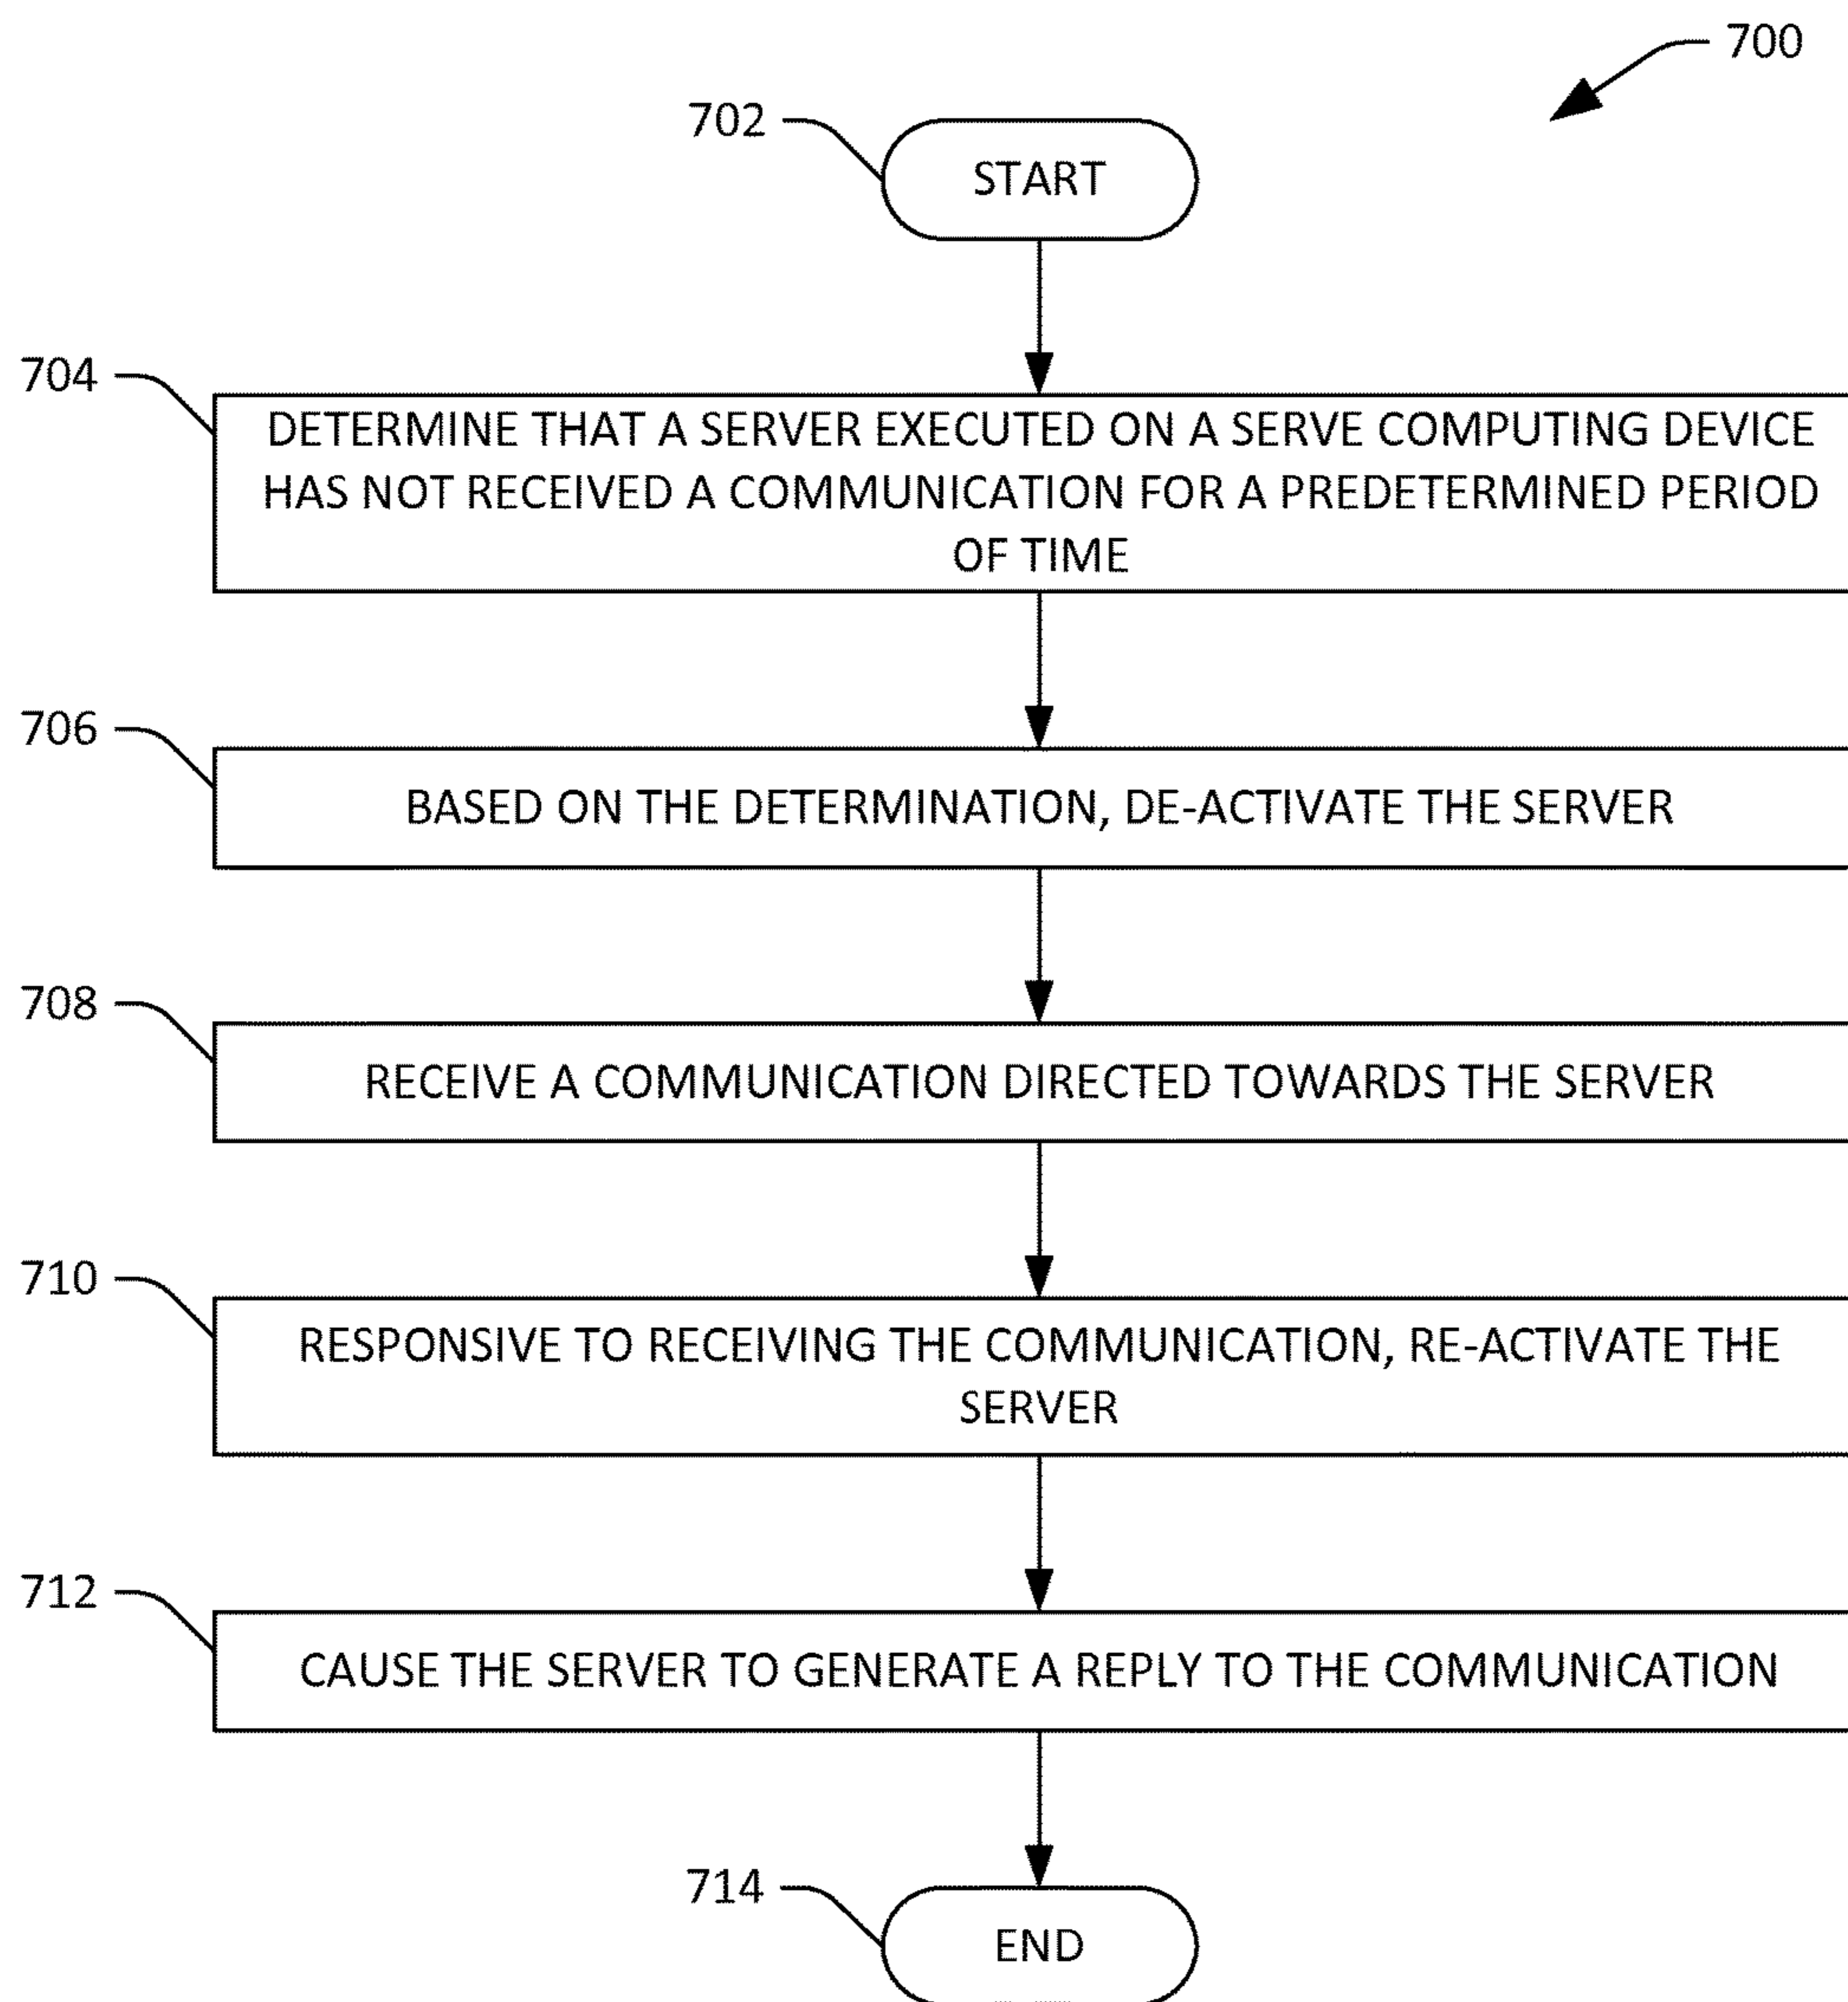 700
702
START
704
DETERMINE THAT A SERVER EXECUTED ON A SERVE COMPUTING DEVICE
HAS NOT RECEIVED A COMMUNICATION FOR A PREDETERMINED PERIOD
OF TIME
706
BASED ON THE DETERMINATION, DE-ACTIVATE THE SERVER
708
RECEIVE A COMMUNICATION DIRECTED TOWARDS THE SERVER
710
RESPONSIVE TO RECEIVING THE COMMUNICATION, RE-ACTIVATE THE
SERVER
712
CAUSE THE SERVER TO GENERATE A REPLY TO THE COMMUNICATION
714
END